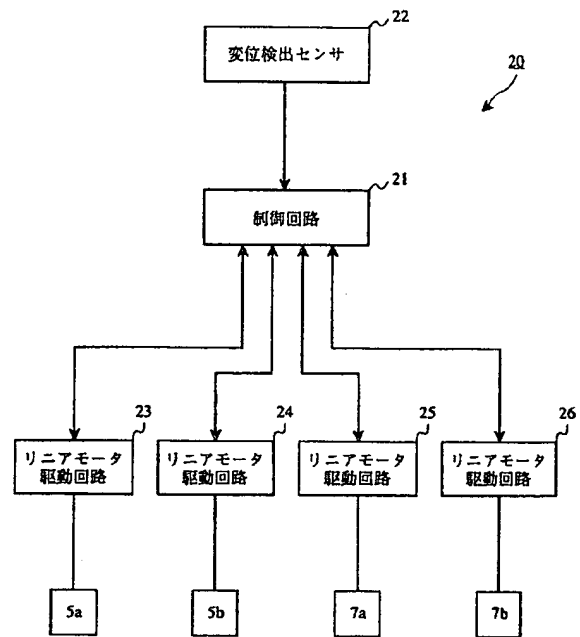 22
変位検出センサ
20
21
制御回路
23
リニアモータ
駆動回路
24
リニアモータ
駆動回路
25
リニアモータ
駆動回路
26
リニアモータ
駆動回路
5a
5b
7a
7b